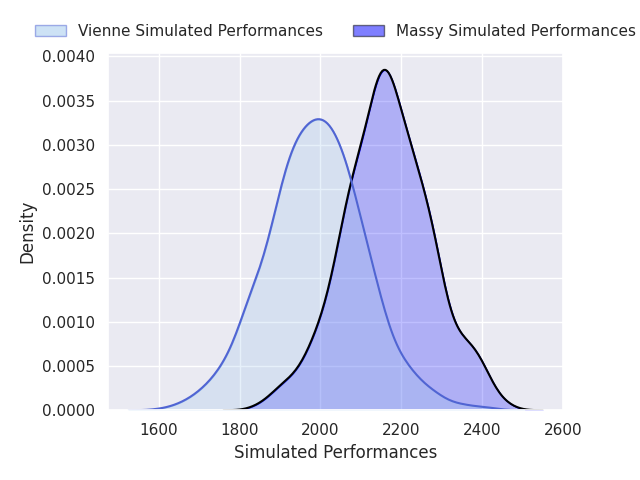 Vienne Simulated Performances Massy Simulated Performances
0.0040
0.0035
0.0030
0.0025
0.0020
0.0015
0.0010
0.0005
0.0000
Density
1600 1800 2000 2200 2400 2600
Simulated Performances